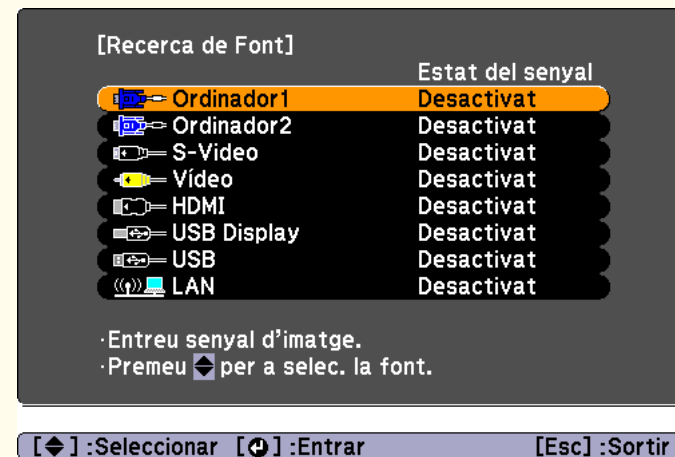 [Recerca de Font]
Estat del senyal
Ordinador1 Desactivat
Ordinador2 Desactivat
S-Video Desactivat
Vídeo Desactivat
HDMI Desactivat
USB Display Desactivat
USB Desactivat
LAN Desactivat
·Entreu senyal d'imatge.
·Premeu per a selec. la font.
[ ] :Seleccionar [ ] :Entrar [Esc] :Sortir